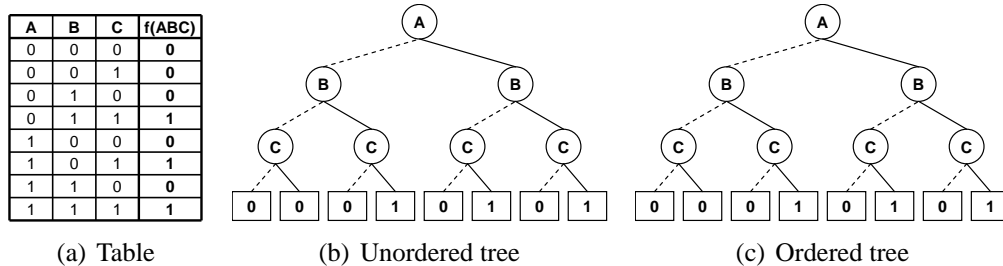 A B C f(ABC)
0 0 0 0
0 0 1 0
0 1 0 0
0 1 1 1
1 0 0 0
1 0 1 1
1 1 0 0
1 1 1 1
(a) Table
A
B B
C C C C
0 0 0 1 0 1 0 1
(b) Unordered tree
A
B B
C C C C
0 0 0 1 0 1 0 1
(c) Ordered tree